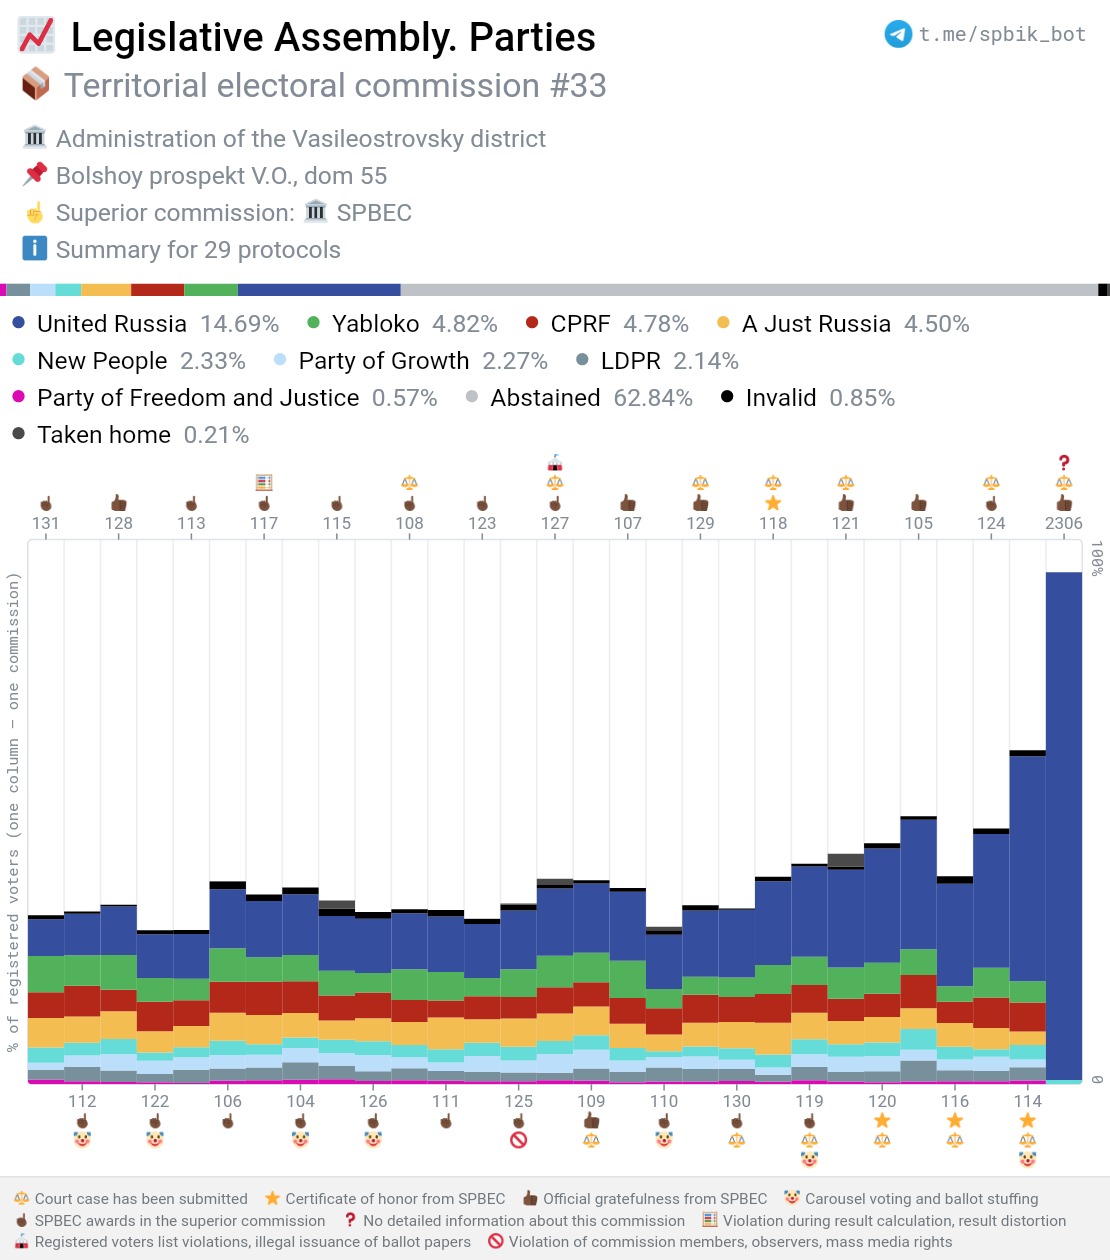 Legislative Assembly. Parties
t.me/spbik_bot
Territorial electoral commission #33
Administration of the Vasileostrovsky district
Bolshoy prospekt V.O., dom 55
Superior commission: SPBEC
Summary for 29 protocols
United Russia 14.69% Yabloko 4.82% CPRF 4.78% A Just Russia 4.50%
New People 2.33% Party of Growth 2.27% LDPR 2.14%
Party of Freedom and Justice 0.57% Abstained 62.84% Invalid 0.85%
Taken home 0.21%
131 128 113 117 115 108 123 127 107 129 118 121 105 124 2306
100%
% of registered voters (one column – one commission)
0
112 122 106 104 126 111 125 109 110 130 119 120 116 114
Court case has been submitted Certificate of honor from SPBEC Official gratefulness from SPBEC Carousel voting and ballot stuffing
SPBEC awards in the superior commission No detailed information about this commission Violation during result calculation, result distortion
Registered voters list violations, illegal issuance of ballot papers Violation of commission members, observers, mass media rights